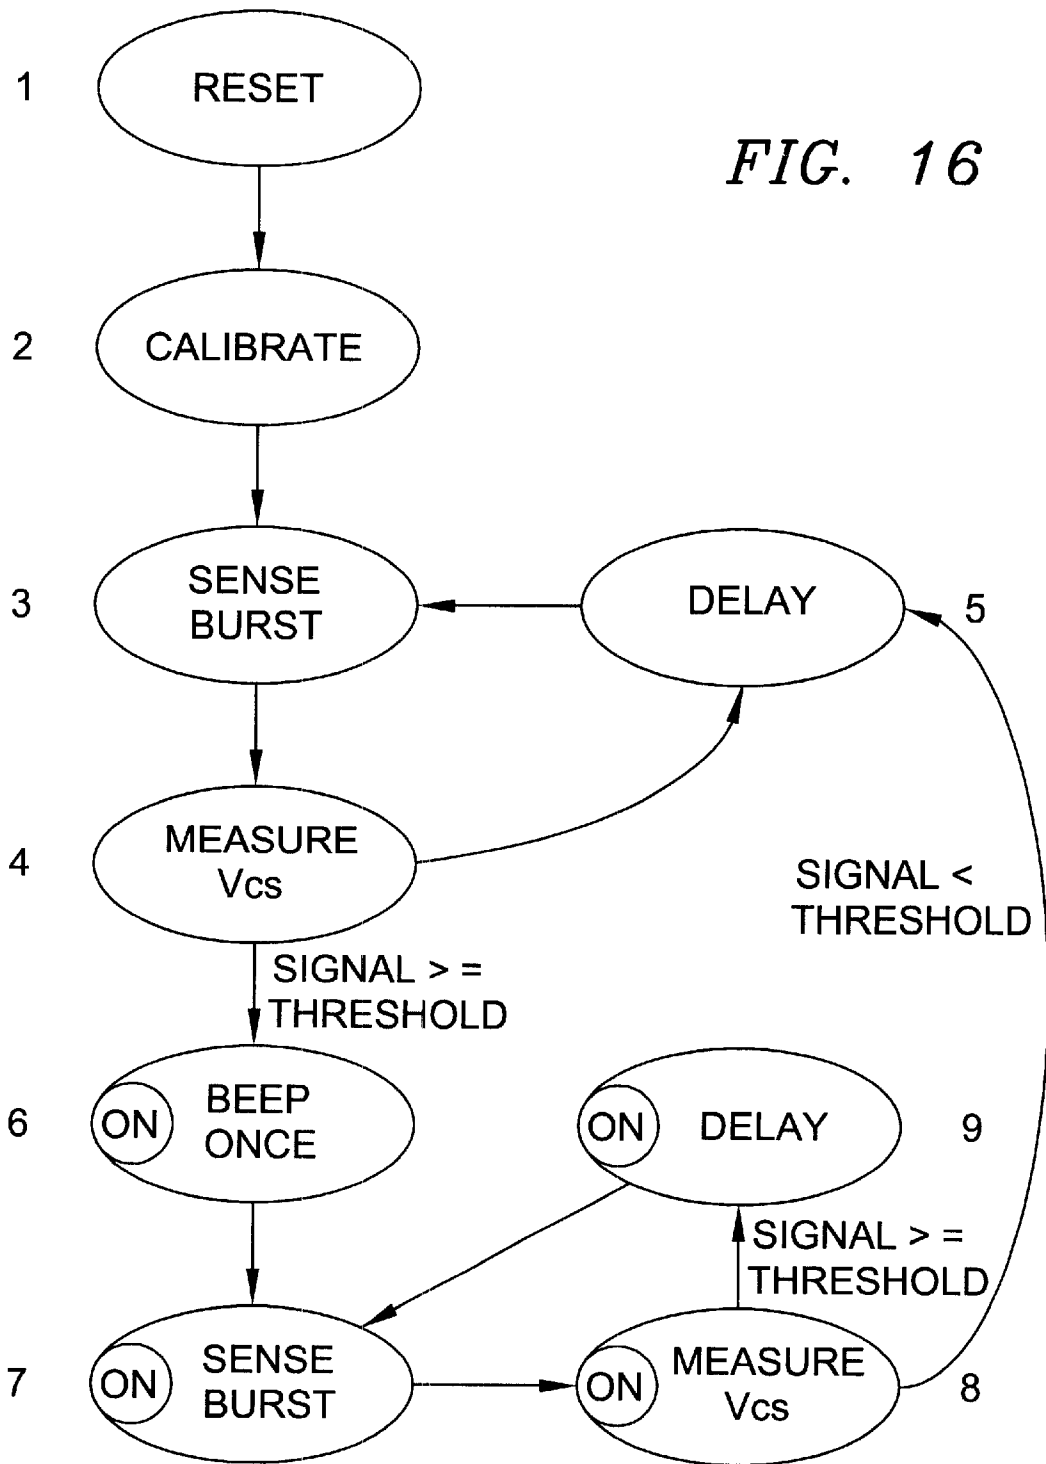 1
RESET
FIG. 16
2
CALIBRATE
3
SENSE
BURST
DELAY
5
4
MEASURE
Vcs
SIGNAL <
THRESHOLD
SIGNAL > =
THRESHOLD
6
ON
BEEP
ONCE
ON
DELAY
9
SIGNAL > =
THRESHOLD
7
ON
SENSE
BURST
ON
MEASURE
Vcs
8